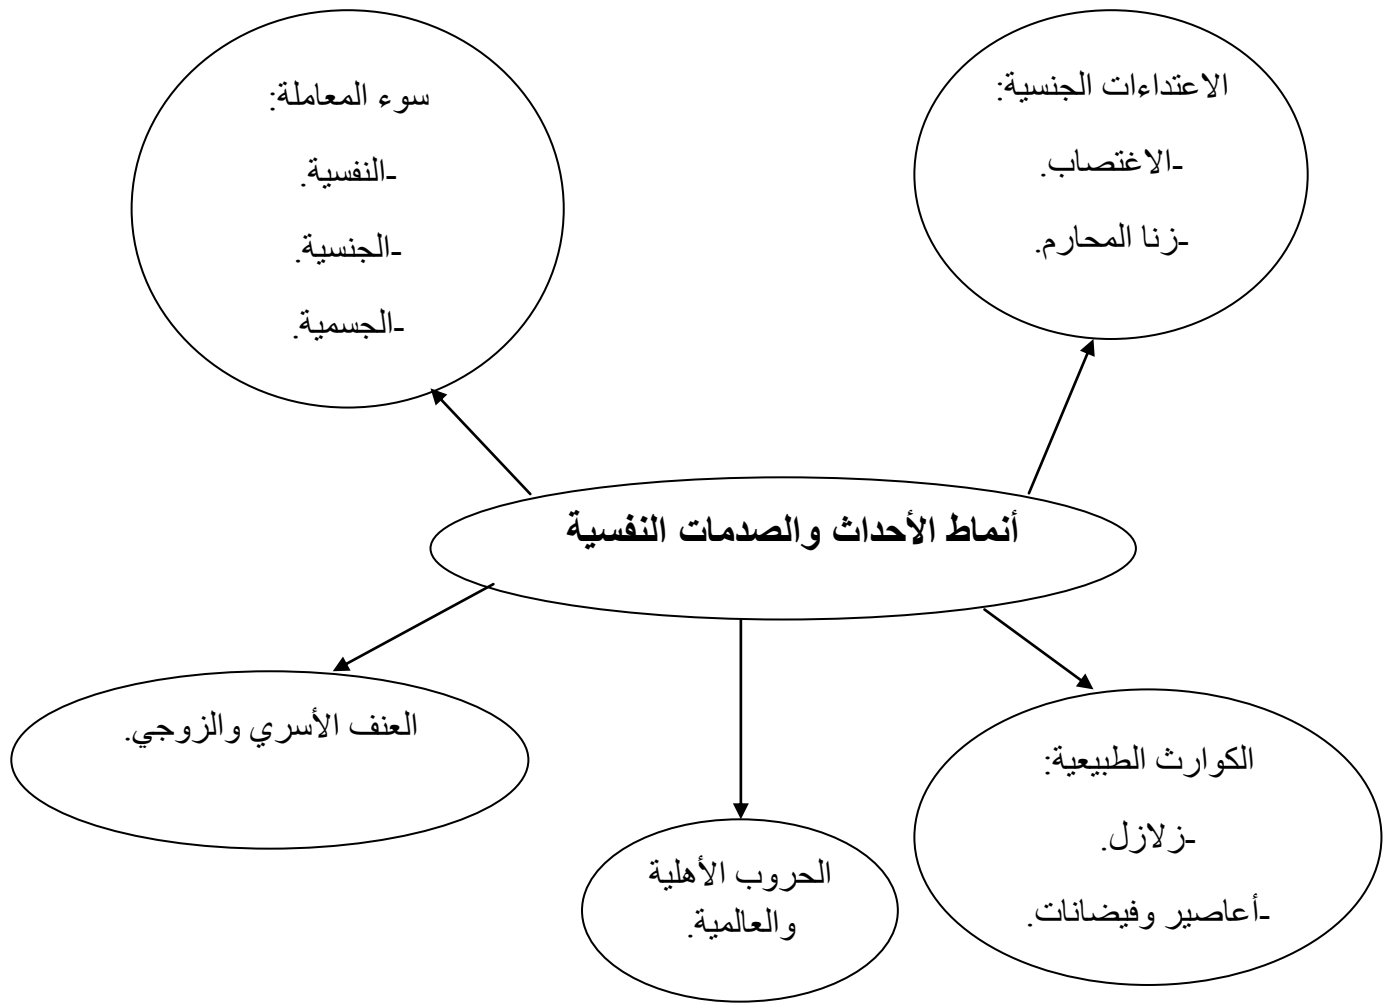 الاعتداءات الجنسية:
-الاغتصاب.
-زنا المحارم.
سوء المعاملة:
-النفسية.
-الجنسية.
-الجسمية.
أنماط الأحداث والصدمات النفسية
الكوارث الطبيعية:
-زلازل.
-أعاصير وفيضانات.
الحروب الأهلية
والعالمية.
العنف الأسري والزوجي.